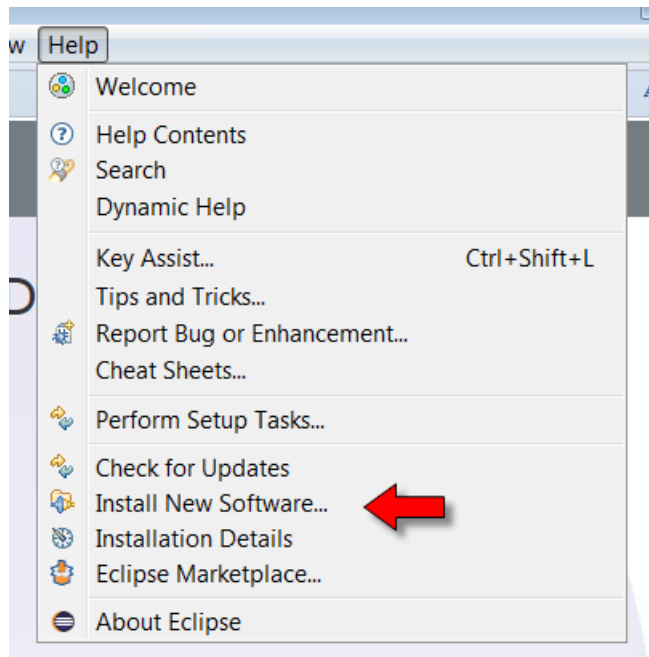 w Help
Welcome
Help Contents
Search
Dynamic Help
Key Assist... Ctrl+Shift+L
Tips and Tricks...
Report Bug or Enhancement...
Cheat Sheets...
Perform Setup Tasks...
Check for Updates
Install New Software...
Installation Details
Eclipse Marketplace...
About Eclipse